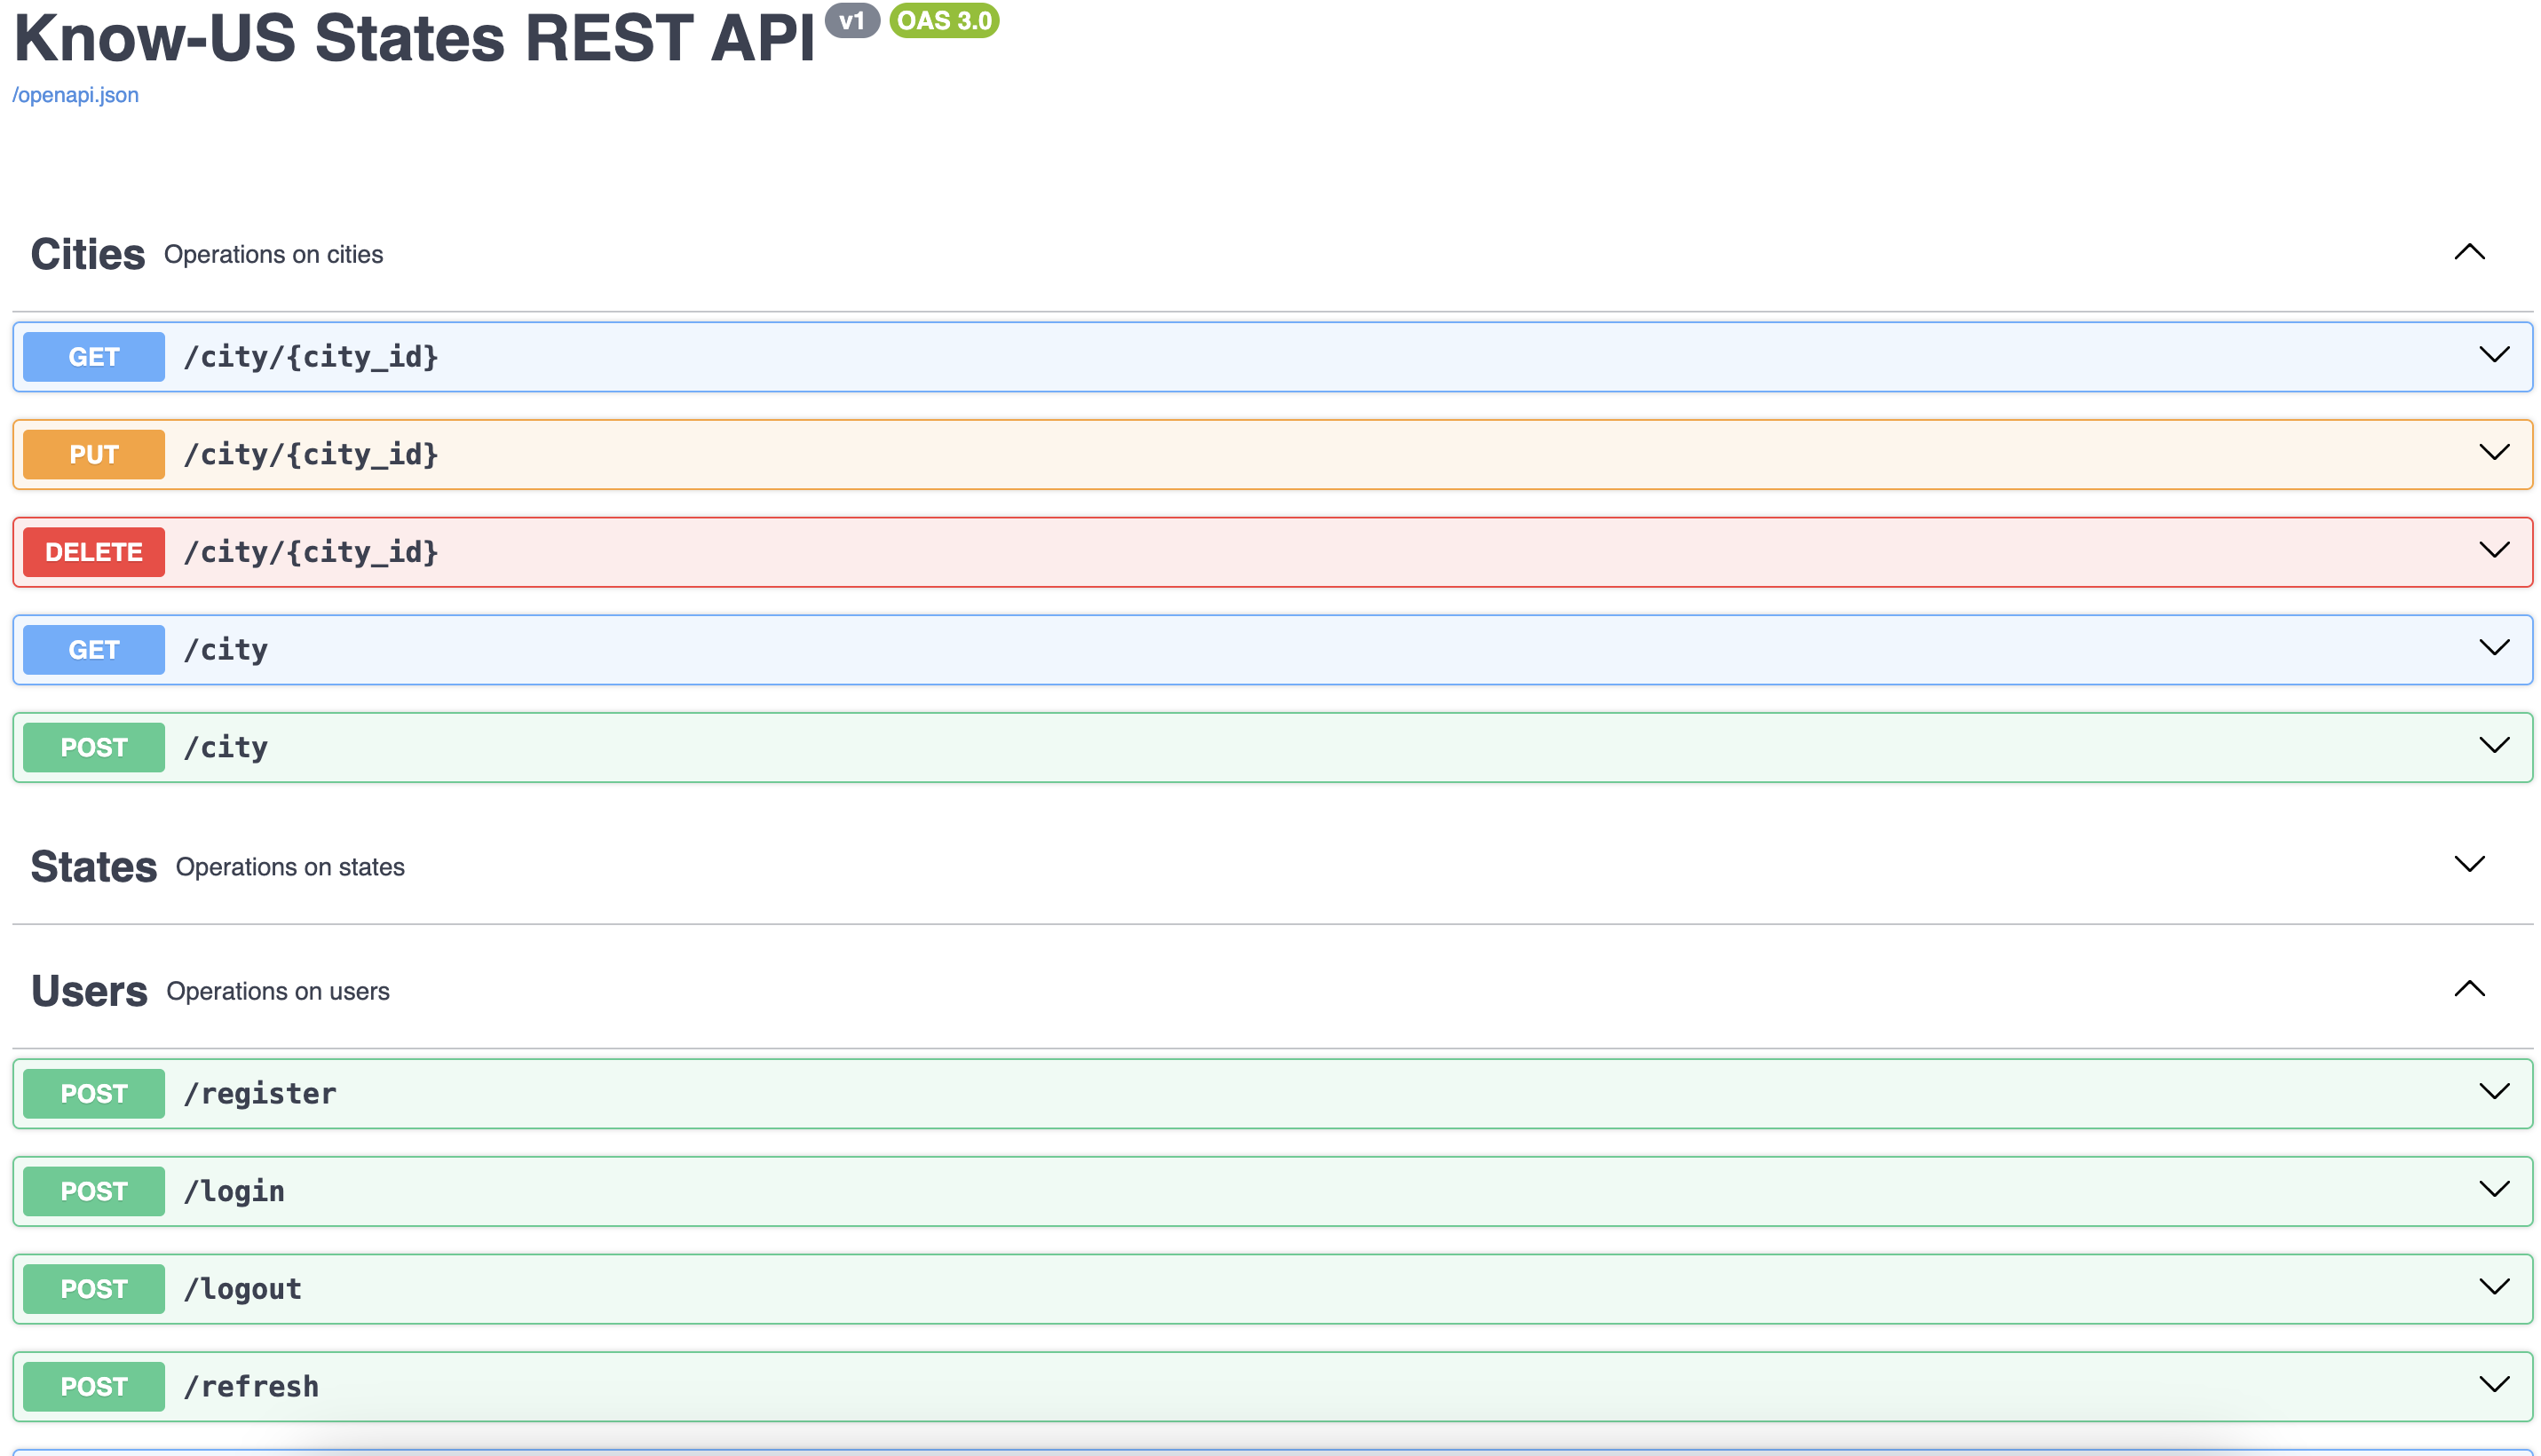 Know-US States REST API v1 OAS 3.0
/openapi.json
Cities Operations on cities
GET /city/{city_id}
PUT /city/{city_id}
DELETE /city/{city_id}
GET /city
POST /city
States Operations on states
Users Operations on users
POST /register
POST /login
POST /logout
POST /refresh